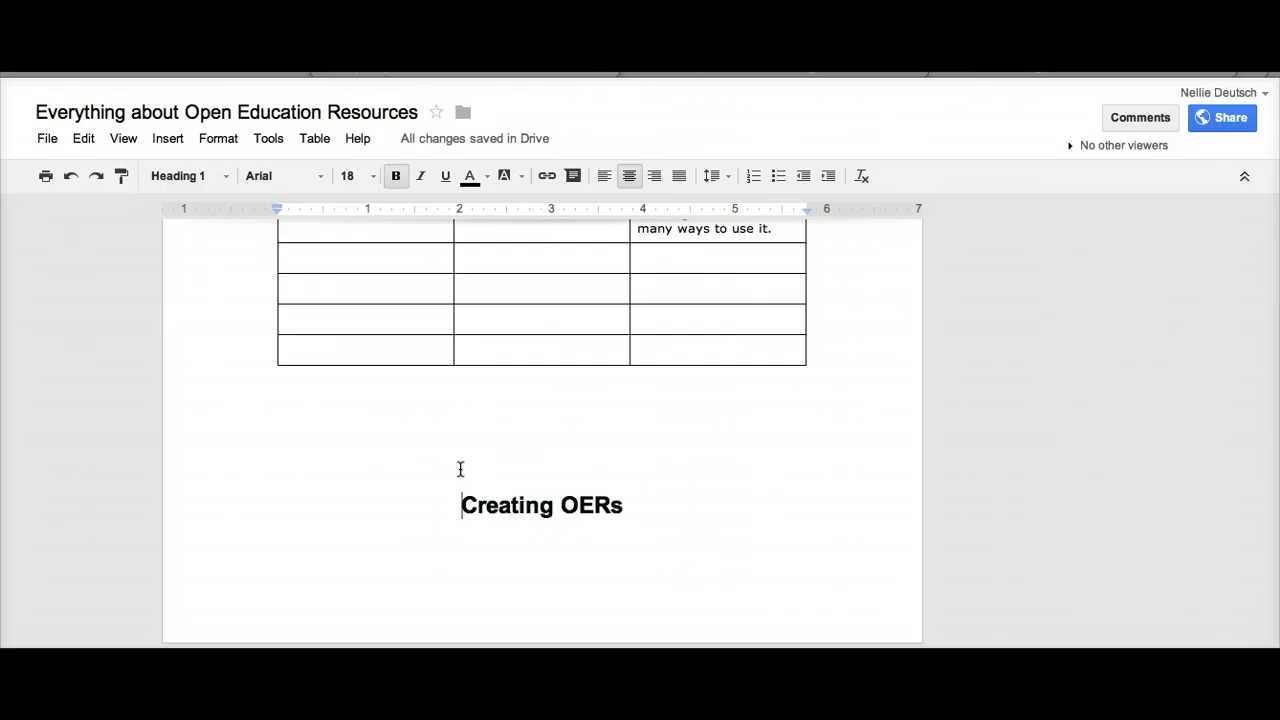 Nellie Deutsch
Everything about Open Education Resources
Comments
Share
File Edit View Insert Format Tools Table Help All changes saved in Drive
No other viewers
Heading 1 Arial 18 B I U A A
1 1 2 3 4 5 6 7
many ways to use it.
Creating OERs